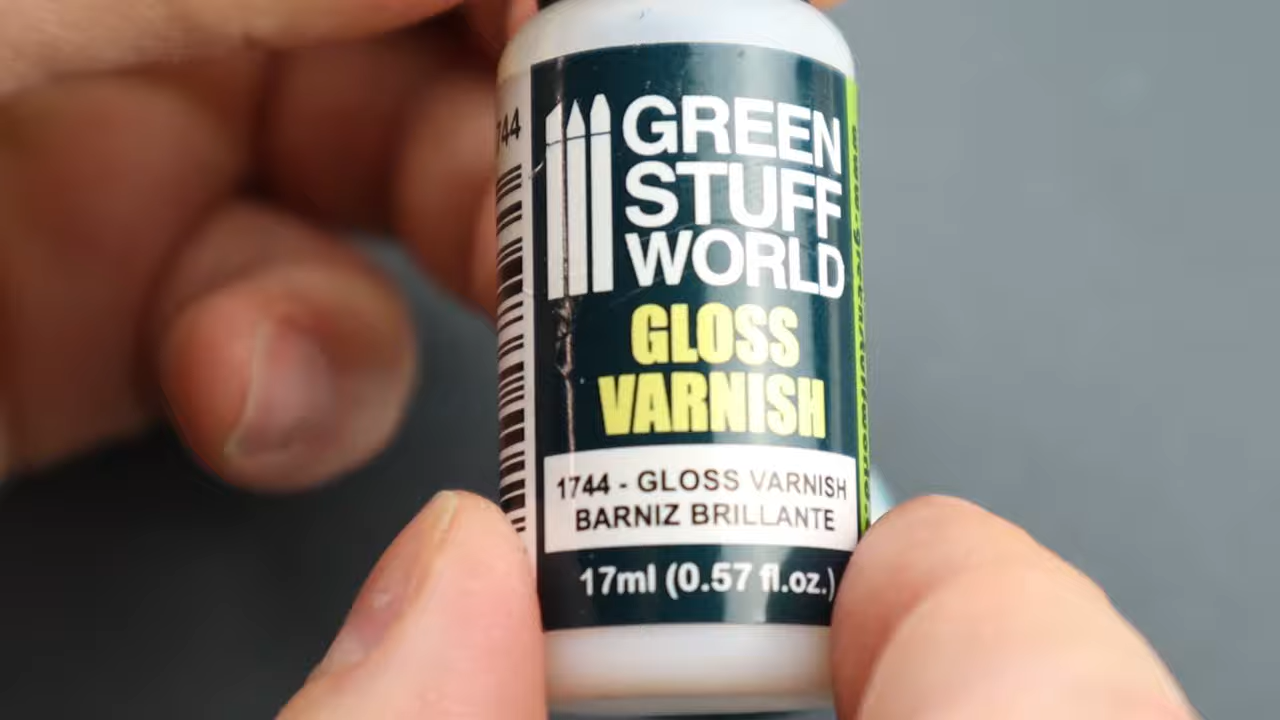 GREEN
STUFF
WORLD
GLOSS
VARNISH
1744 - GLOSS VARNISH
BARNIZ BRILLANTE
17ml (0.57 fl.oz.)